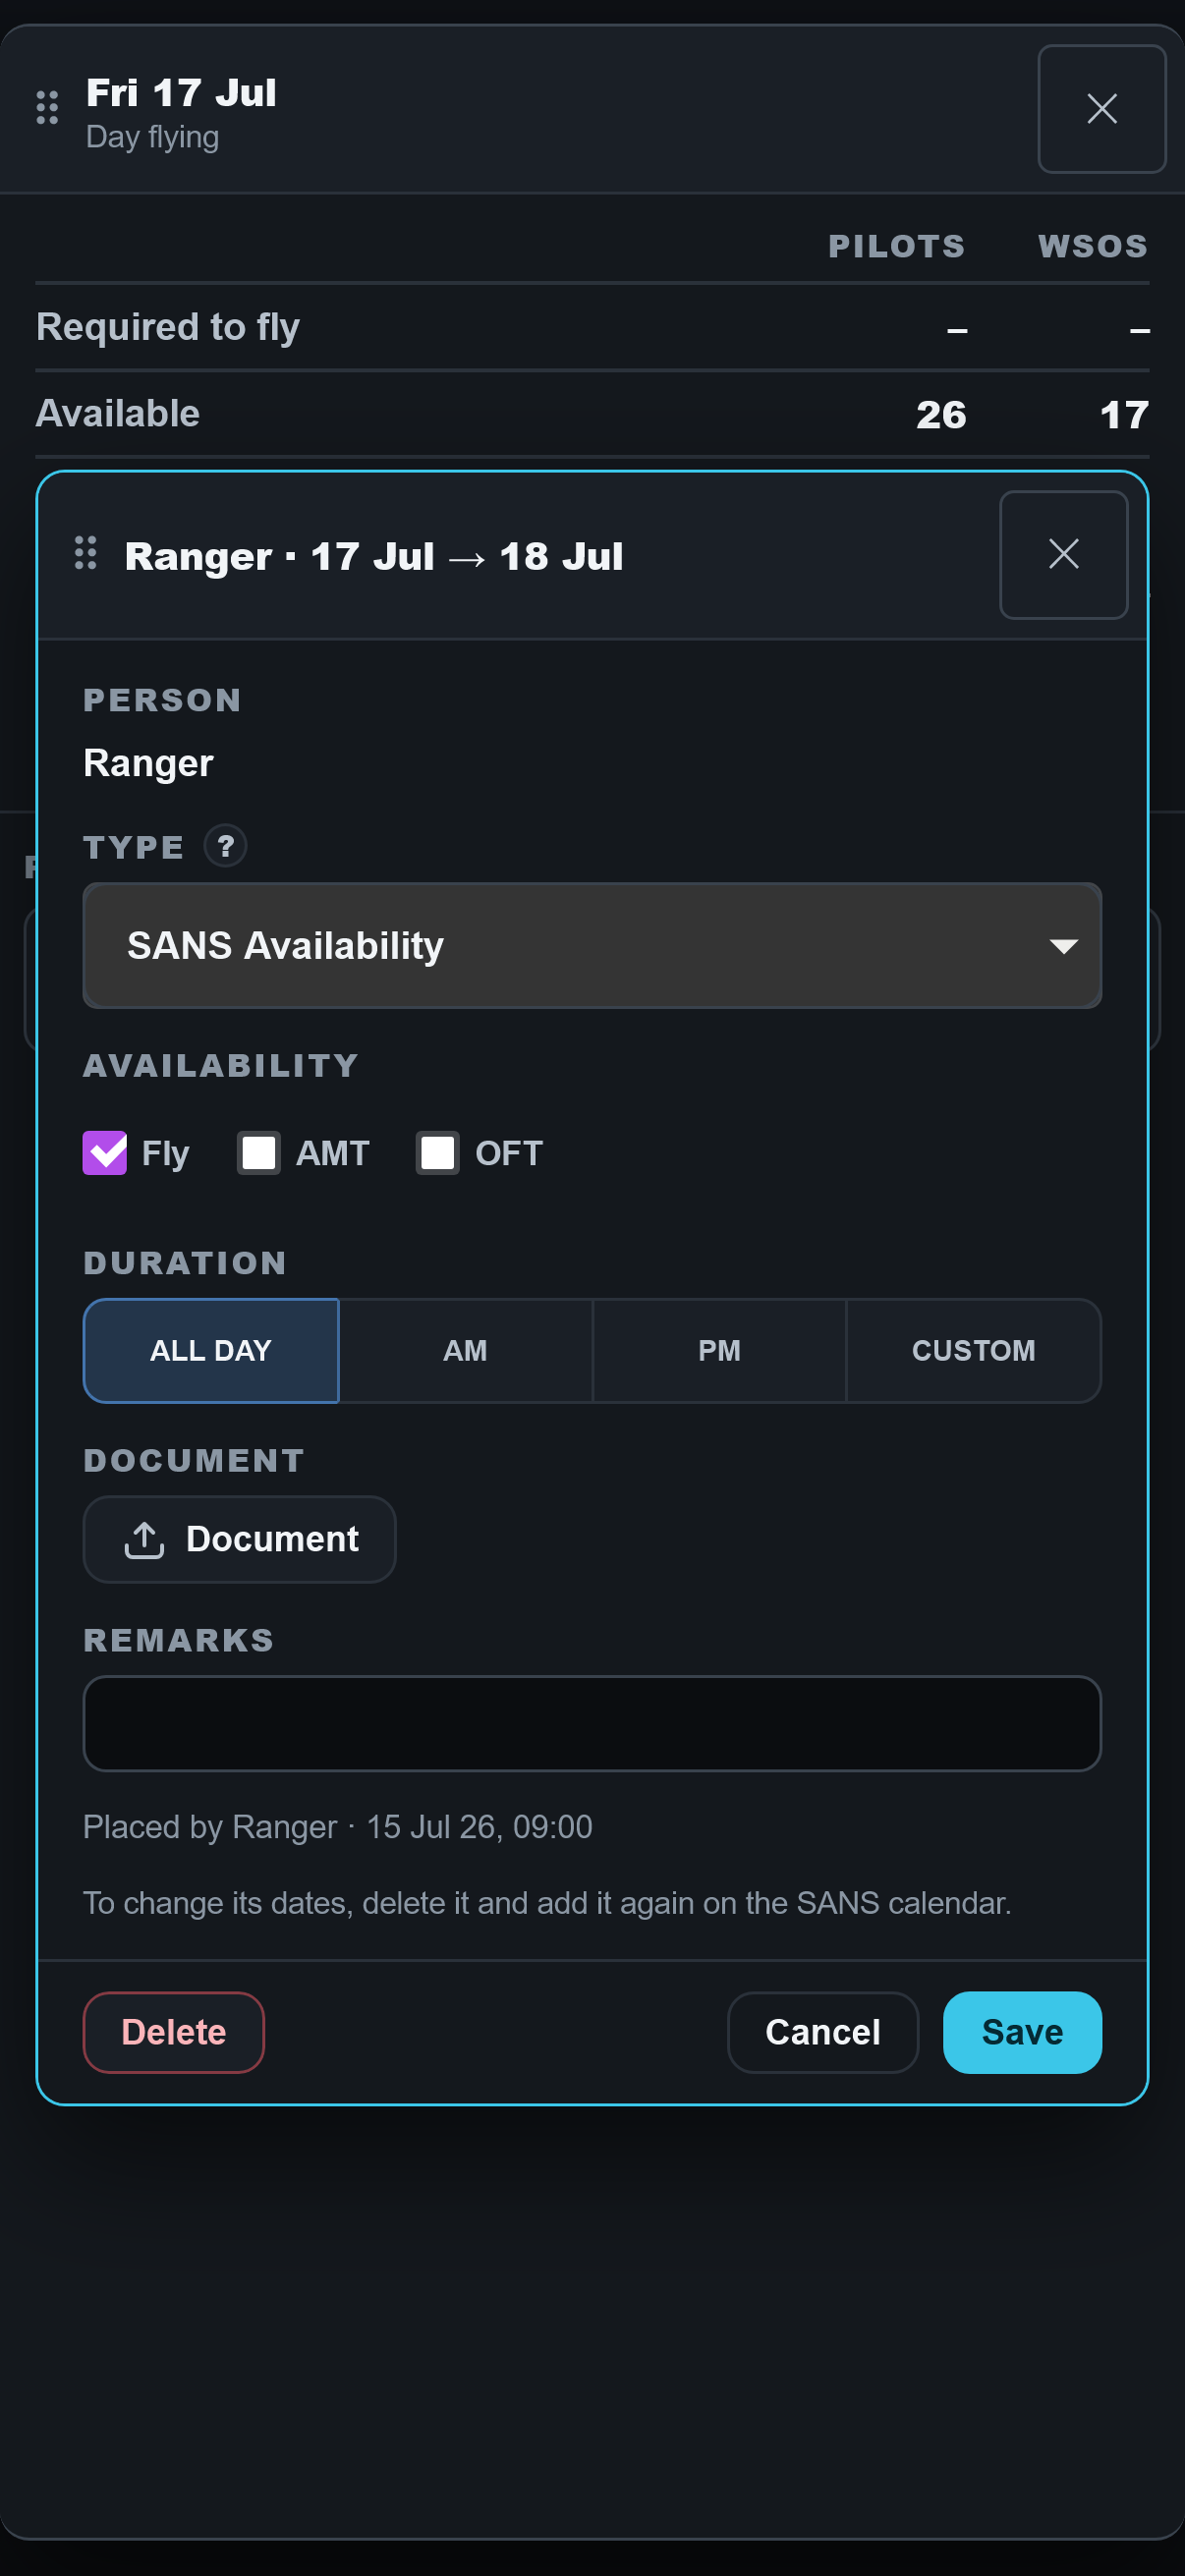 Fri 17 Jul
Day flying
PILOTS WSOS
Required to fly – –
Available 26 17
Ranger · 17 Jul → 18 Jul
PERSON
Ranger
TYPE ?
SANS Availability
AVAILABILITY
Fly AMT OFT
DURATION
ALL DAY AM PM CUSTOM
DOCUMENT
Document
REMARKS
Placed by Ranger · 15 Jul 26, 09:00
To change its dates, delete it and add it again on the SANS calendar.
Delete Cancel Save